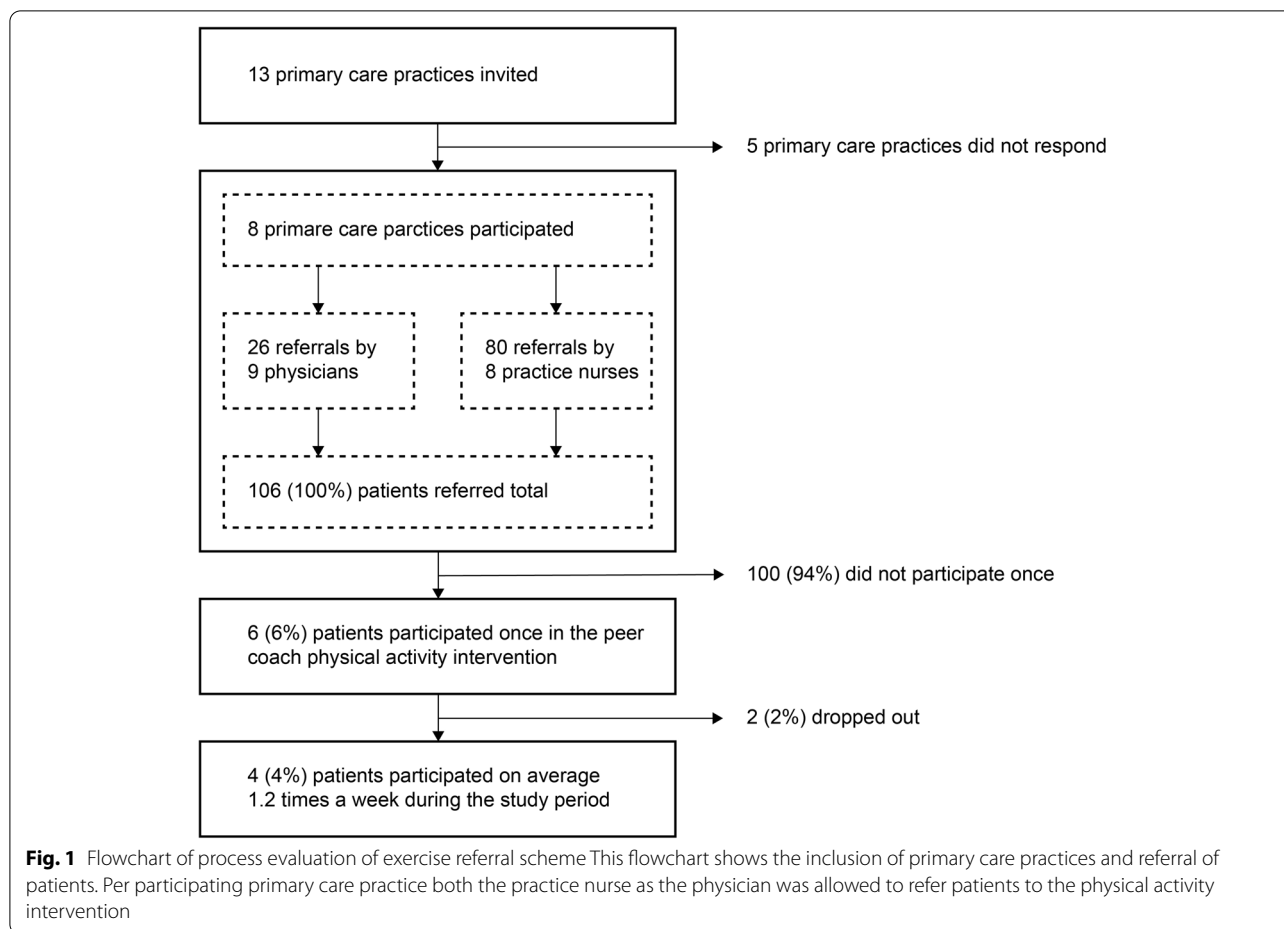 13 primary care practices invited
5 primary care practices did not respond
8 primare care parctices participated
26 referrals by
9 physicians
80 referrals by
8 practice nurses
106 (100%) patients referred total
100 (94%) did not participate once
6 (6%) patients participated once in the peer
coach physical activity intervention
2 (2%) dropped out
4 (4%) patients participated on average
1.2 times a week during the study period
Fig. 1 Flowchart of process evaluation of exercise referral scheme This flowchart shows the inclusion of primary care practices and referral of
patients. Per participating primary care practice both the practice nurse as the physician was allowed to refer patients to the physical activity
intervention